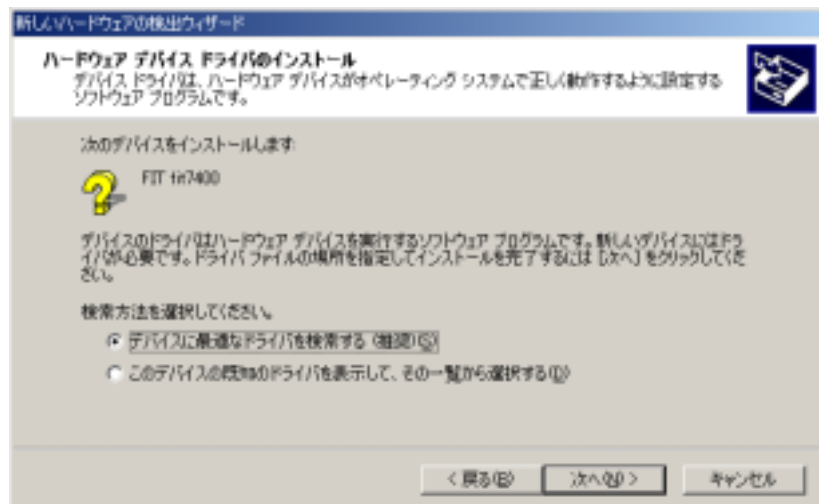 新しいハードウェアの検出ウィザード
ハードウェア デバイス ドライバのインストール
デバイス ドライバは、ハードウェア デバイスがオペレーティング システムで正しく動作するように設定する
ソフトウェア プログラムです。
次のデバイスをインストールします:
FIT fit7400
デバイスのドライバはハードウェア デバイスを実行するソフトウェア プログラムです。新しいデバイスにはドラ
イバが必要です。ドライバ ファイルの場所を指定してインストールを完了するには [次へ] をクリックしてくだ
さい。
検索方法を選択してください。
デバイスに最適なドライバを検索する (推奨)(S)
このデバイスの既知のドライバを表示して、その一覧から選択する(D)
< 戻る(B)
次へ(N) >
キャンセル